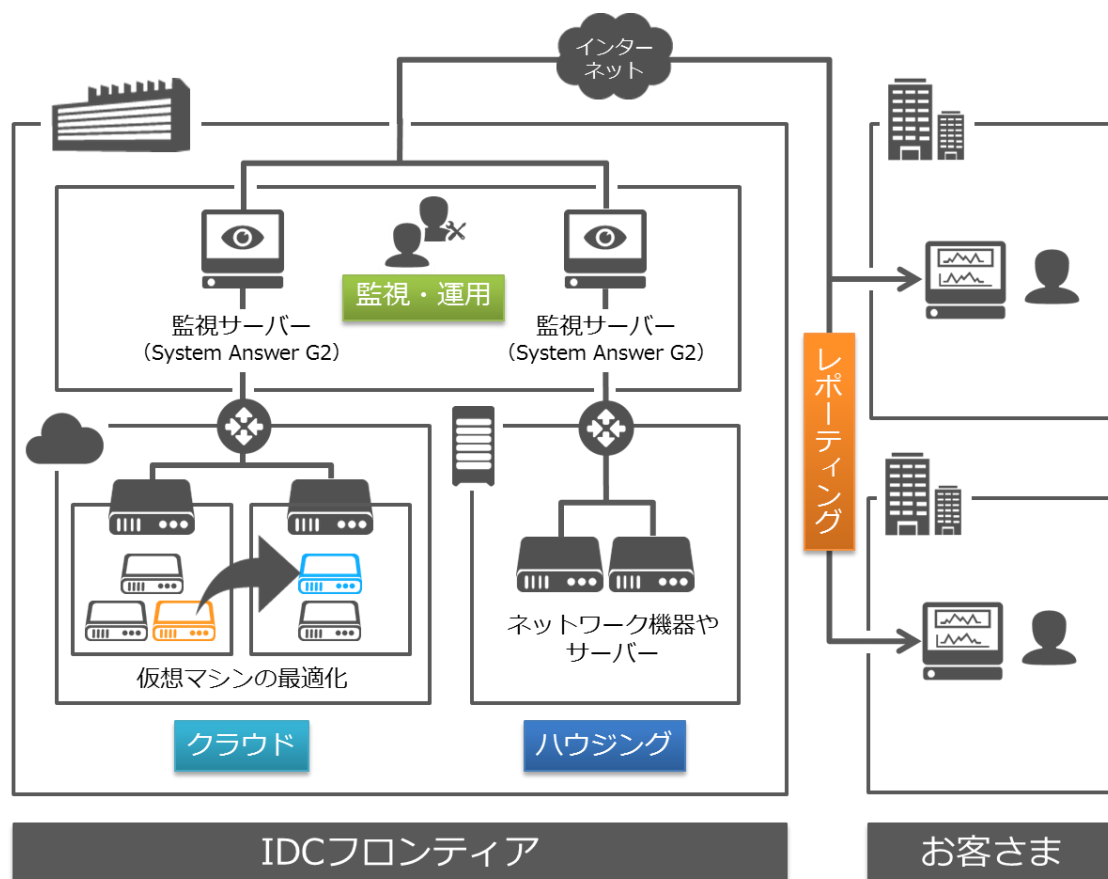 インター
ネット
監視・運用
監視サーバー
（System Answer G2）
監視サーバー
（System Answer G2）
レポーティング
仮想マシンの最適化
ネットワーク機器や
サーバー
クラウド
ハウジング
IDCフロンティア
お客さま